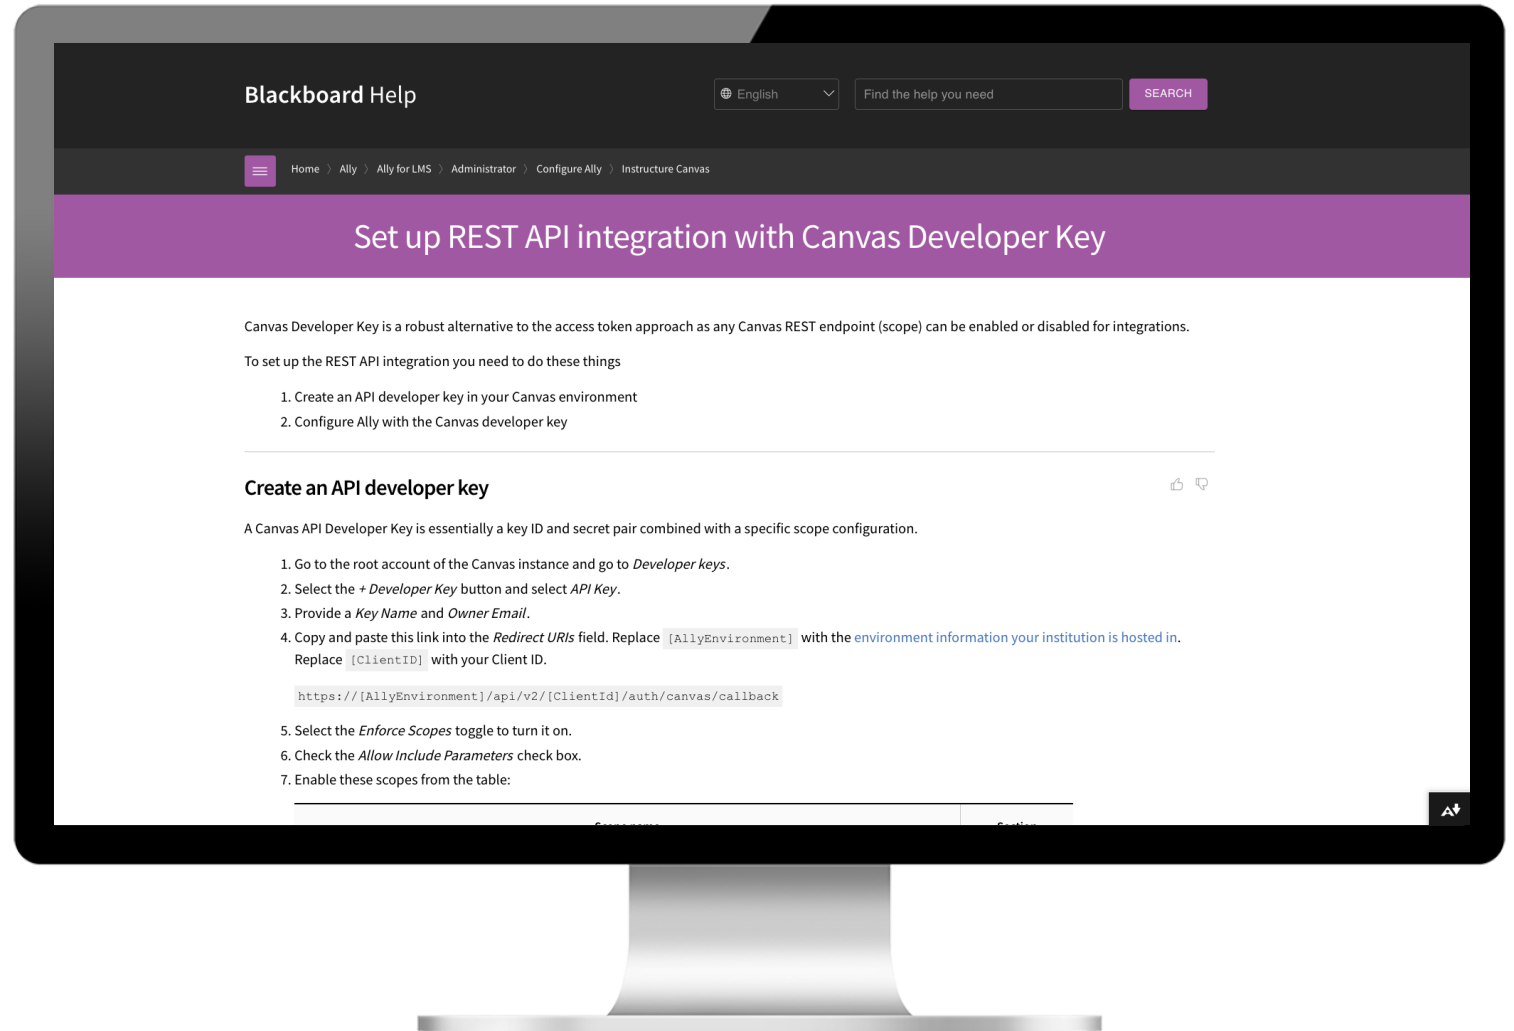 Blackboard Help
English
Find the help you need
SEARCH
Home
Ally
Ally for LMS
Administrator
Configure Ally
Instructure Canvas
Set up REST API integration with Canvas Developer Key
Canvas Developer Key is a robust alternative to the access token approach as any Canvas REST endpoint (scope) can be enabled or disabled for integrations.
To set up the REST API integration you need to do these things
1. Create an API developer key in your Canvas environment
2. Configure Ally with the Canvas developer key
Create an API developer key
A Canvas API Developer Key is essentially a key ID and secret pair combined with a specific scope configuration.
1. Go to the root account of the Canvas instance and go to Developer keys.
2. Select the + Developer Key button and select API Key.
3. Provide a Key Name and Owner Email.
4. Copy and paste this link into the Redirect URIs field. Replace [AllyEnvironment] with the environment information your institution is hosted in.
Replace [ClientID] with your Client ID.
https://[AllyEnvironment]/api/v2/[ClientId]/auth/canvas/callback
5. Select the Enforce Scopes toggle to turn it on.
6. Check the Allow Include Parameters check box.
7. Enable these scopes from the table: